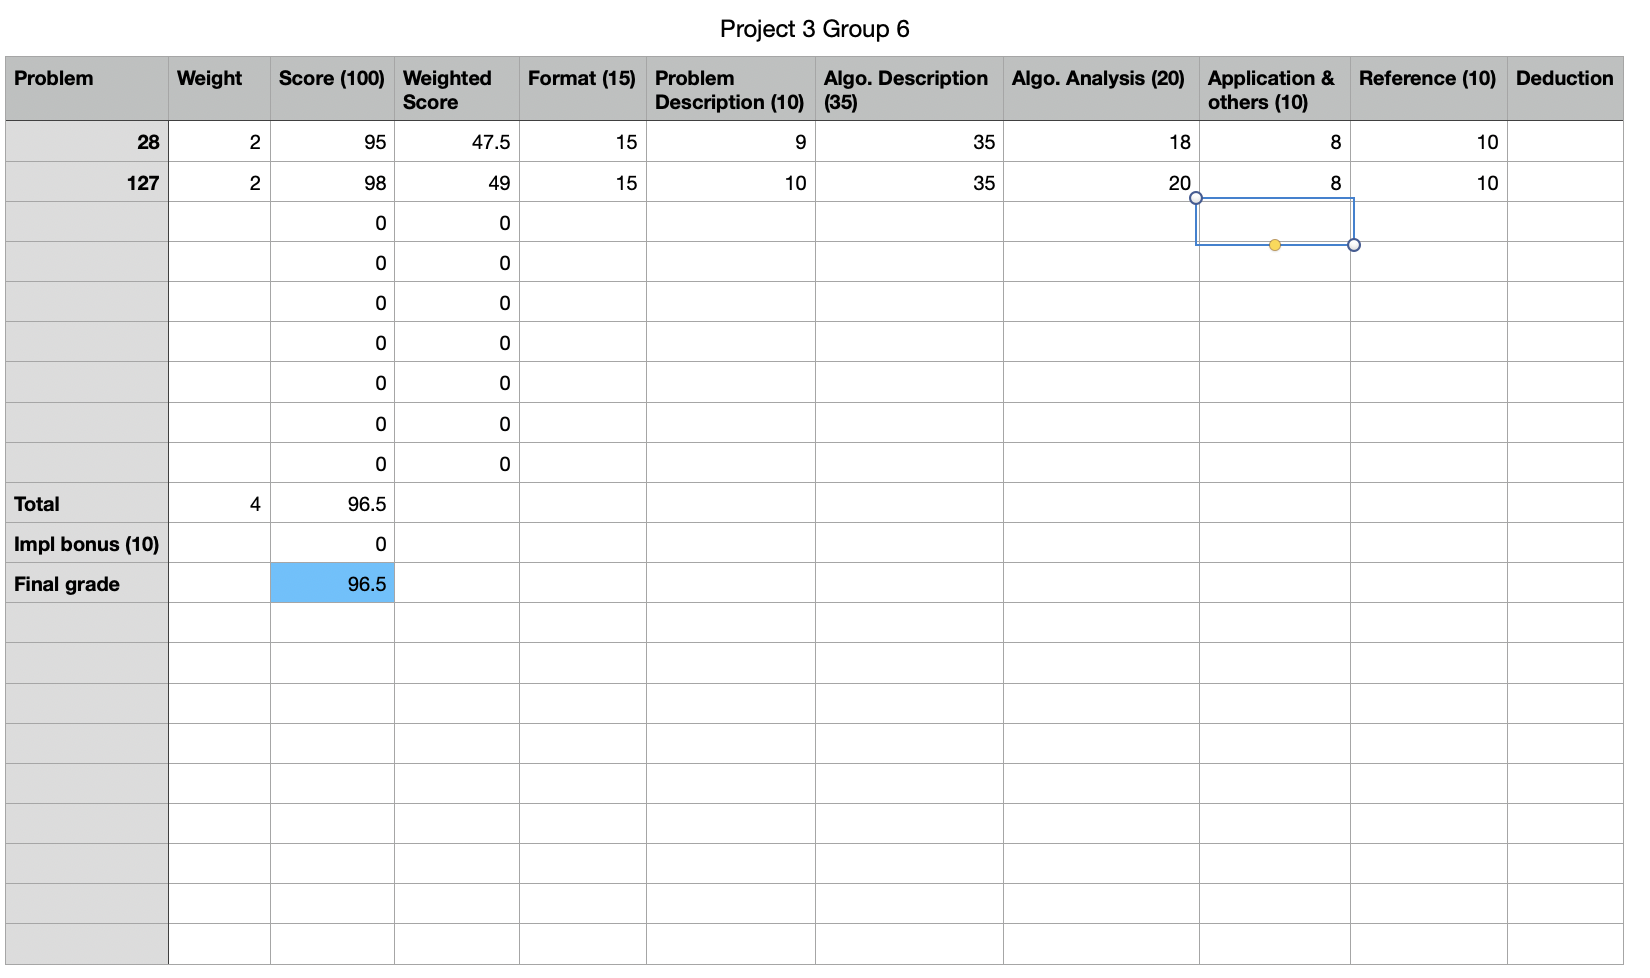 Project 3 Group 6
Problem Weight Score (100) Weighted Score Format (15) Problem Description (10) Algo. Description (35) Algo. Analysis (20) Application & others (10) Reference (10) Deduction
28 2 95 47.5 15 9 35 18 8 10
127 2 98 49 15 10 35 20 8 10
0 0
0 0
0 0
0 0
0 0
0 0
0 0
Total 4 96.5
Impl bonus (10) 0
Final grade 96.5